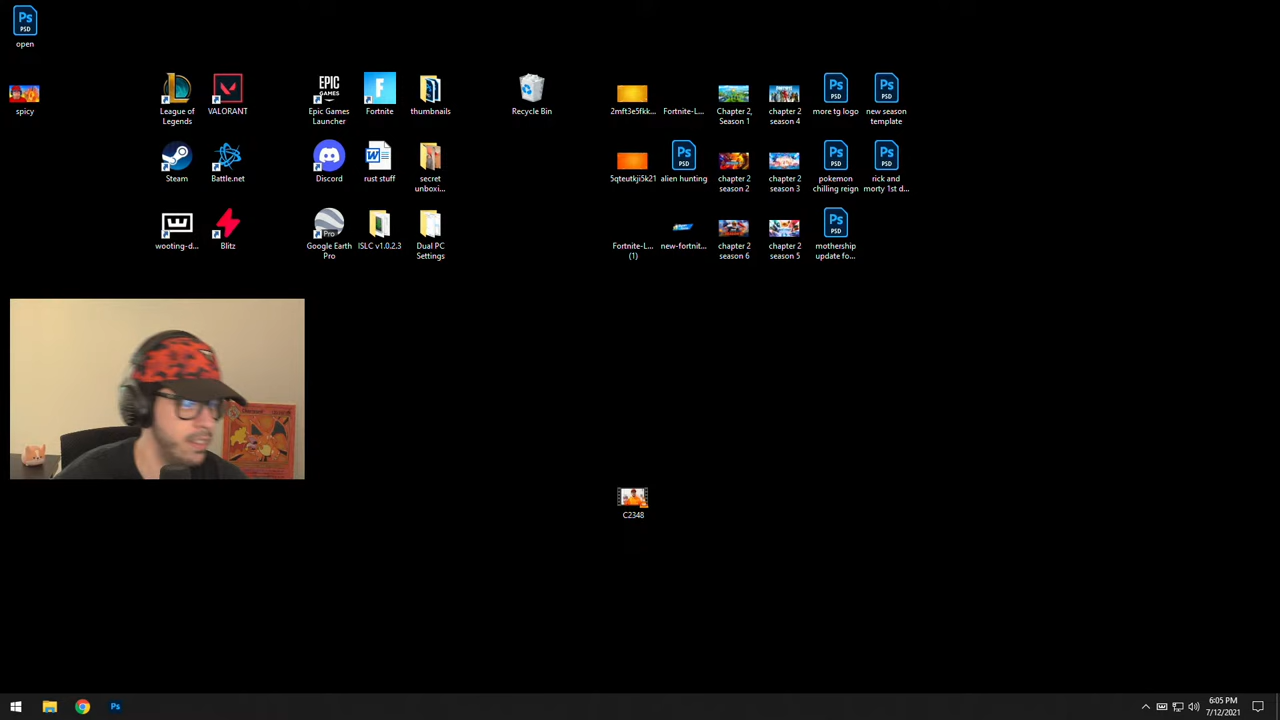 open
spicy
League of
Legends
VALORANT
EPIC
GAMES
Epic Games
Launcher
Fortnite
thumbnails
Recycle Bin
2mft3e5fkk...
Fortnite-L...
Chapter 2,
Season 1
chapter 2
season 4
more tg logo
new season
template
Steam
Battle.net
Discord
rust stuff
secret
unboxi...
5qteutkji5k21
alien hunting
chapter 2
season 2
chapter 2
season 3
pokemon
chilling reign
rick and
morty 1st d...
wooting-d...
Blitz
Google Earth
Pro
ISLC v1.0.2.3
Dual PC
Settings
Fortnite-L...
(1)
new-fortnit...
chapter 2
season 6
chapter 2
season 5
mothership
update fo...
C2348
Ps
6:05 PM
7/12/2021